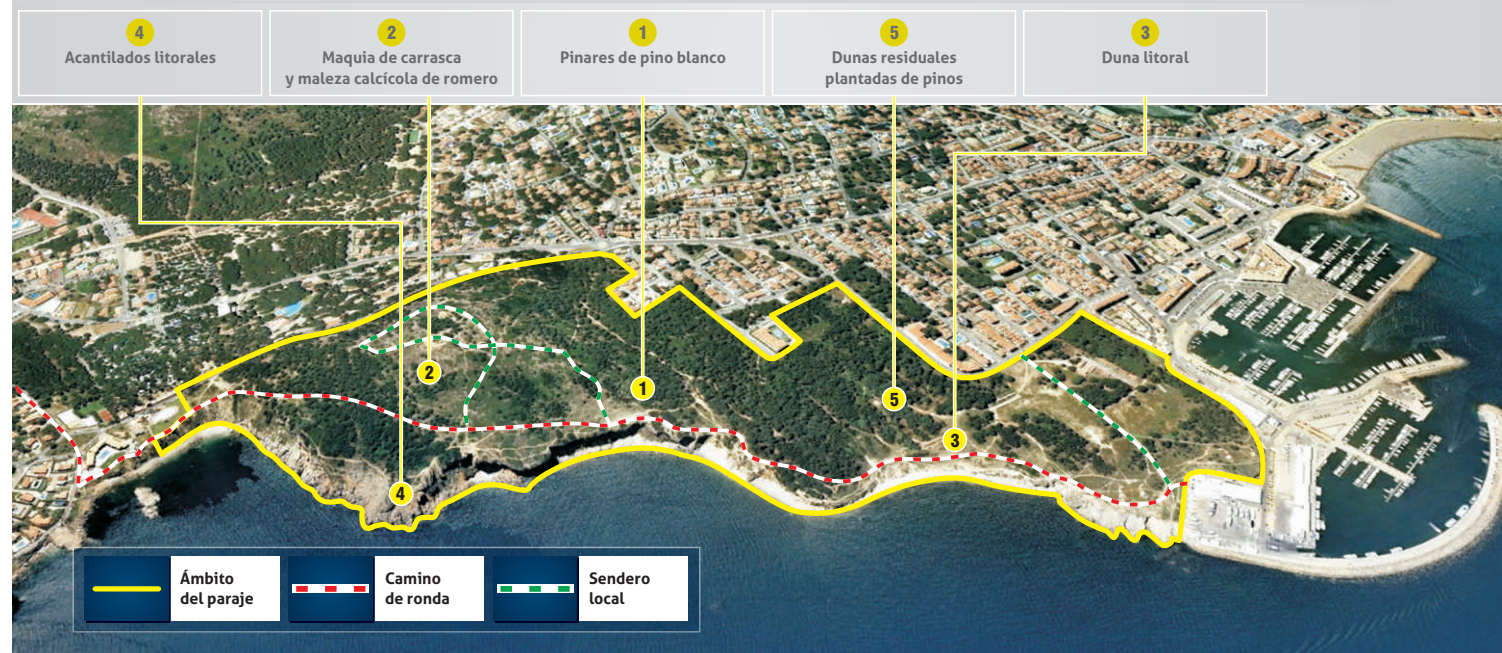 4
Acantilados litorales
2
Maquia de carrasca
y maleza calcícola de romero
1
Pinares de pino blanco
5
Dunas residuales
plantadas de pinos
3
Duna litoral
2
1
5
3
4
Ámbito
del paraje
Camino
de ronda
Sendero
local